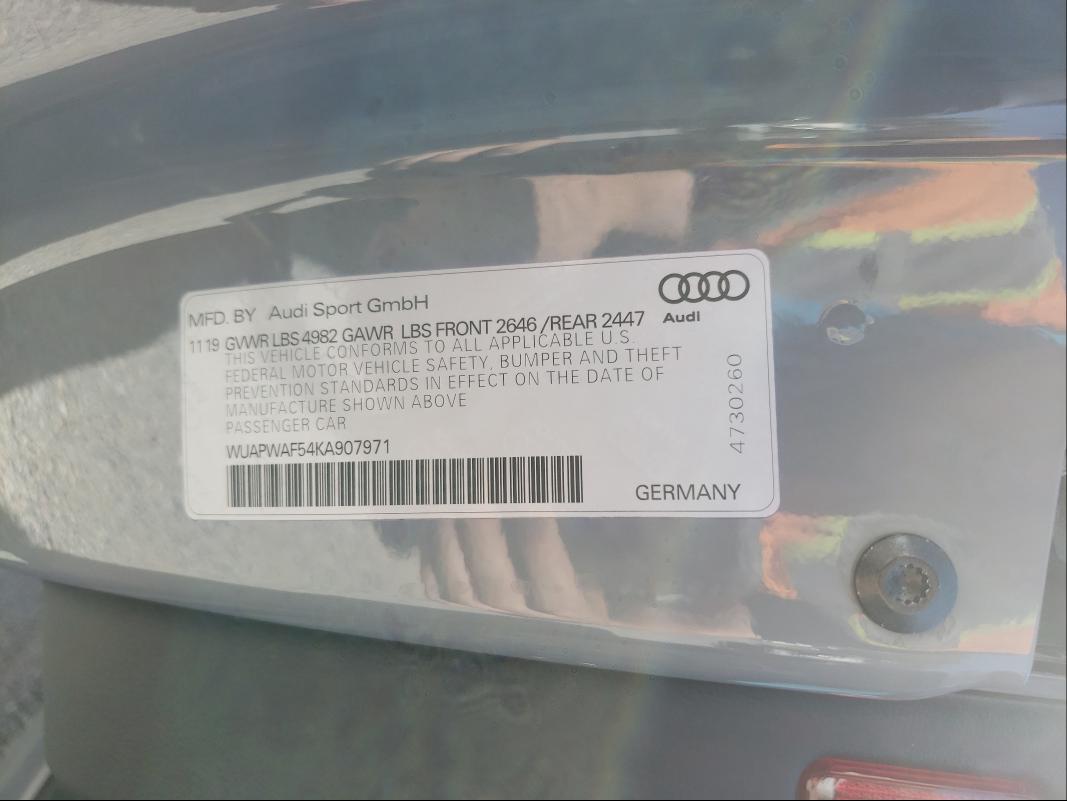 MFD. BY Audi Sport GmbH
Audi
11 19 GVWR LBS 4982 GAWR LBS FRONT 2646 /REAR 2447
THIS VEHICLE CONFORMS TO ALL APPLICABLE U.S.
FEDERAL MOTOR VEHICLE SAFETY, BUMPER AND THEFT
PREVENTION STANDARDS IN EFFECT ON THE DATE OF
MANUFACTURE SHOWN ABOVE
PASSENGER CAR
WUAPWAF54KA907971
47302260
GERMANY